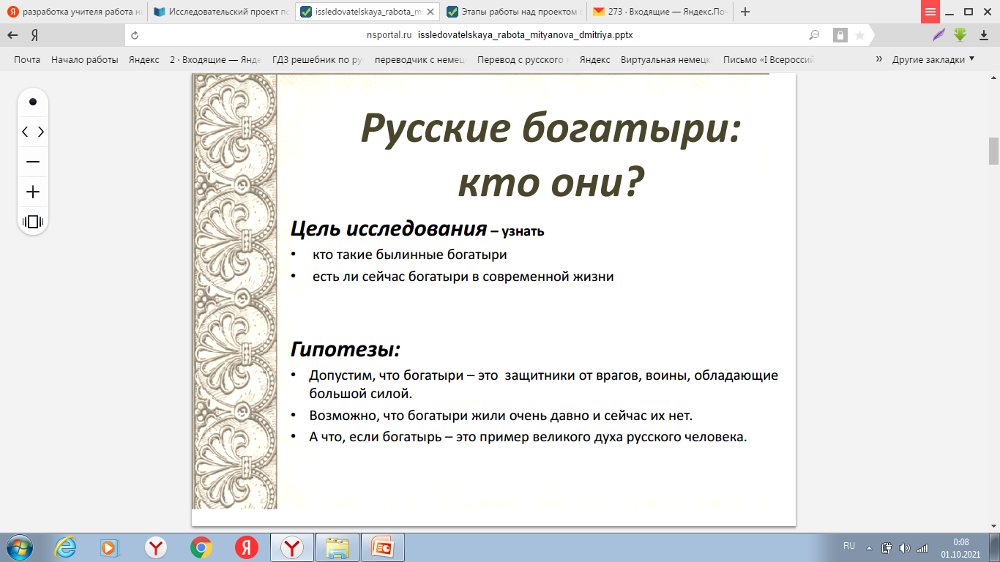 разработка учителя работа на
Исследовательский проект по
issledovatelskaya_rabota_m
Этапы работы над проектом
273 · Входящие — Яндекс.Поч
Я
nsportal.ru issledovatelskaya_rabota_mityanova_dmitriya.pptx
Почта
Начало работы
Яндекс
2 · Входящие — Янде
ГДЗ решебник по ру
переводчик с немец
Перевод с русского
Яндекс
Виртуальная немецк
Письмо «I Всероссий
»
Другие закладки
Русские богатыри:
кто они?
Цель исследования – узнать
• кто такие былинные богатыри
• есть ли сейчас богатыри в современной жизни
Гипотезы:
• Допустим, что богатыри – это защитники от врагов, воины, обладающие
большой силой.
• Возможно, что богатыри жили очень давно и сейчас их нет.
• А что, если богатырь – это пример великого духа русского человека.
RU
0:08
01.10.2021